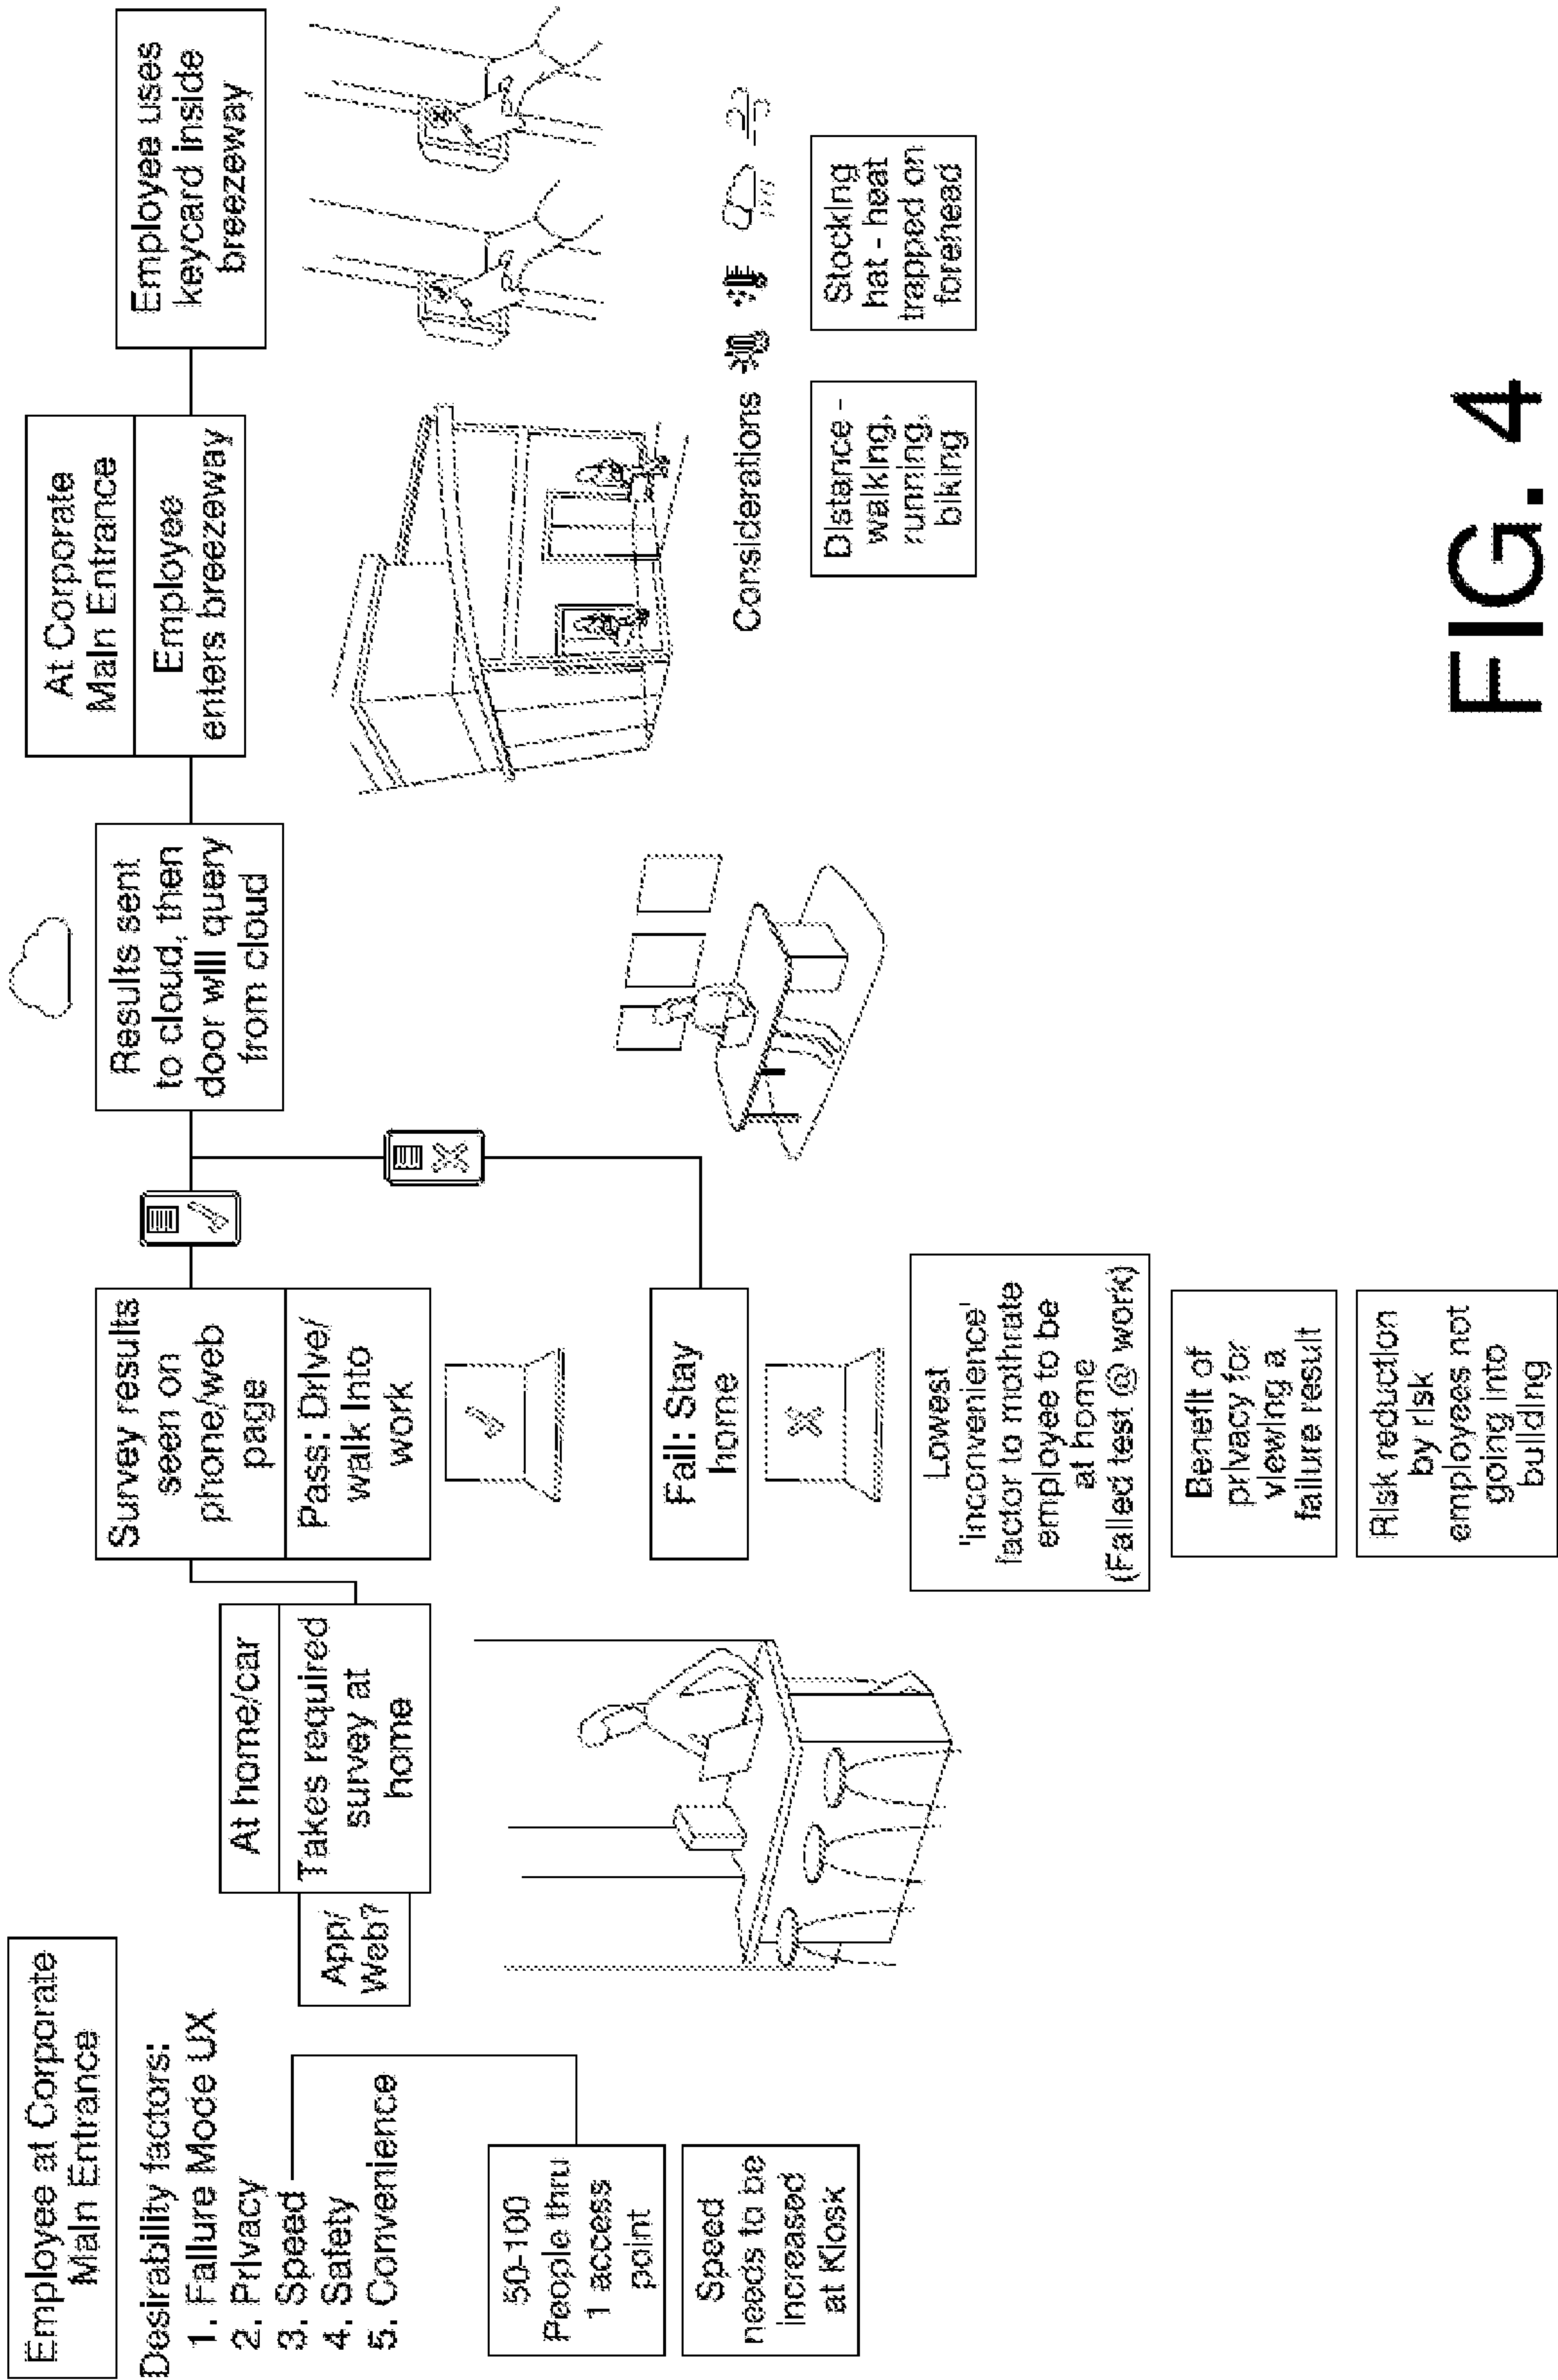 Employee at Corporate
Main Entrance
Desirability factors:
1. Failure Mode UX
2. Privacy
3. Speed
4. Safety
5. Convenience
50-100
People thru
1 access
point
Speed
needs to be
increased
at Kiosk
App/
Web?
At home/car
Takes required
survey at
home
Survey results
seen on
phone/web
page
Pass: Drive/
walk Into
work
Fail: Stay
home
Lowest
'inconvenience'
factor to mothrate
employee to be
at home
(Failed test @ work)
Benefit of
privacy for
viewing a
failure result
Risk reduction
by risk
employees not
going into
building
Results sent
to cloud, then
door will query
from cloud
At Corporate
Main Entrance
Employee
enters breezeway
Employee uses
keycard inside
breezeway
Considerations
Distance -
walking,
running,
biking
Stocking
hat - heat
trapped on
forehead
FIG. 4